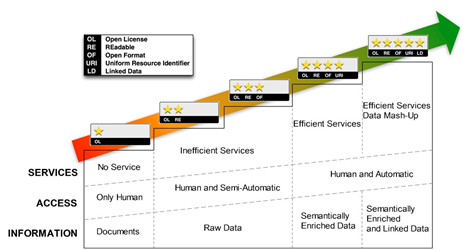 OL Open License
RE REadable
OF Open Format
URI Uniform Resource Identifier
LD Linked Data
OL
OL RE
OL RE OF
OL RE OF URI
OL RE OF URI LD
SERVICES
No Service
Inefficient Services
Efficient Services
Efficient Services
Data Mash-Up
ACCESS
Only Human
Human and Semi-Automatic
Human and Automatic
INFORMATION
Documents
Raw Data
Semantically
Enriched Data
Semantically
Enriched
and Linked Data